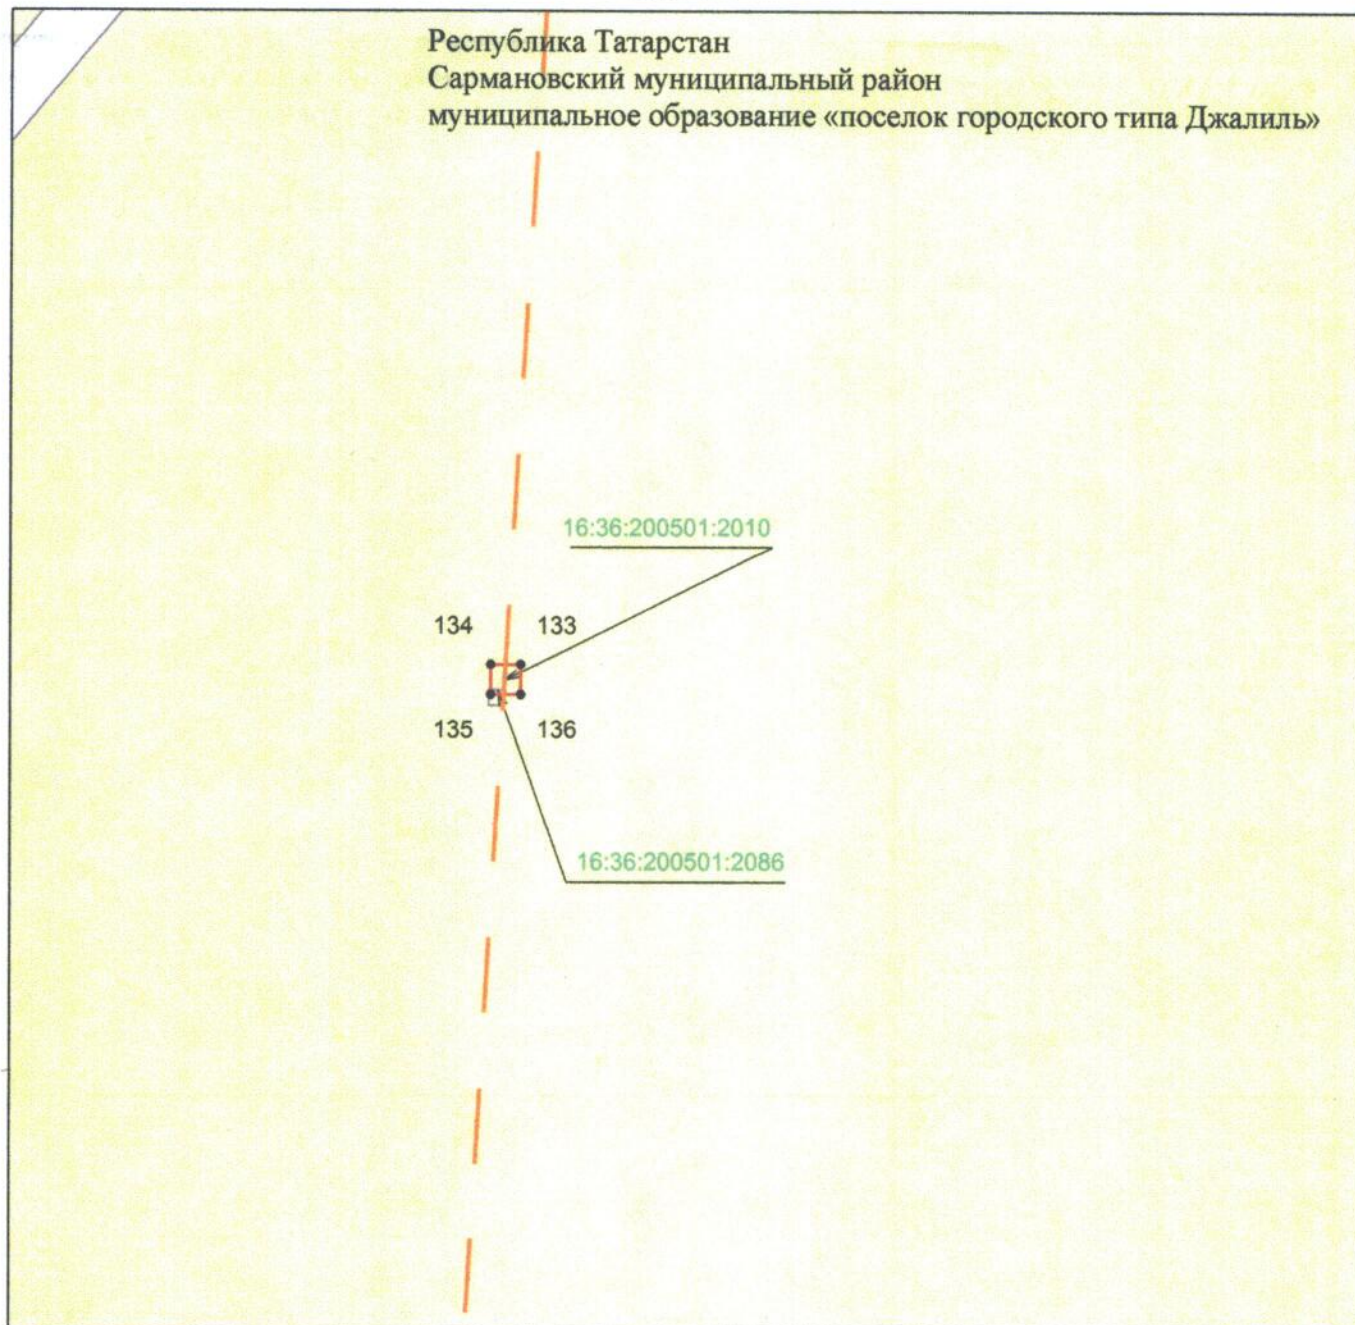 Республика Татарстан
Сармановский муниципальный район
муниципальное образование «поселок городского типа Джалиль»
16:36:200501:2010
134 133
135 136
16:36:200501:2086